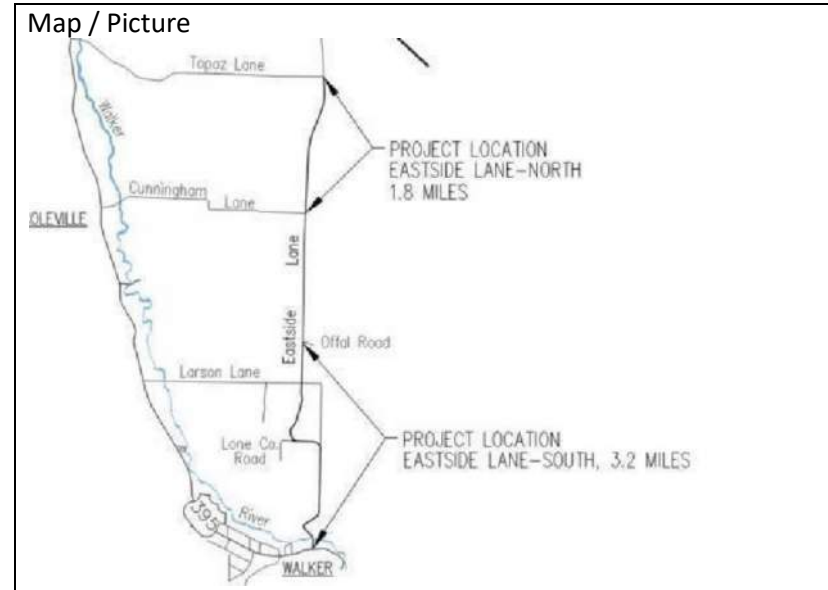 Map / Picture
Topaz Lane
Walker
PROJECT LOCATION
EASTSIDE LANE-NORTH
1.8 MILES
Cunningham
Lane
OLEVILLE
Eastside Lane
Offal Road
Larson Lane
Lone Co.
Road
PROJECT LOCATION
EASTSIDE LANE-SOUTH, 3.2 MILES
395
River
WALKER